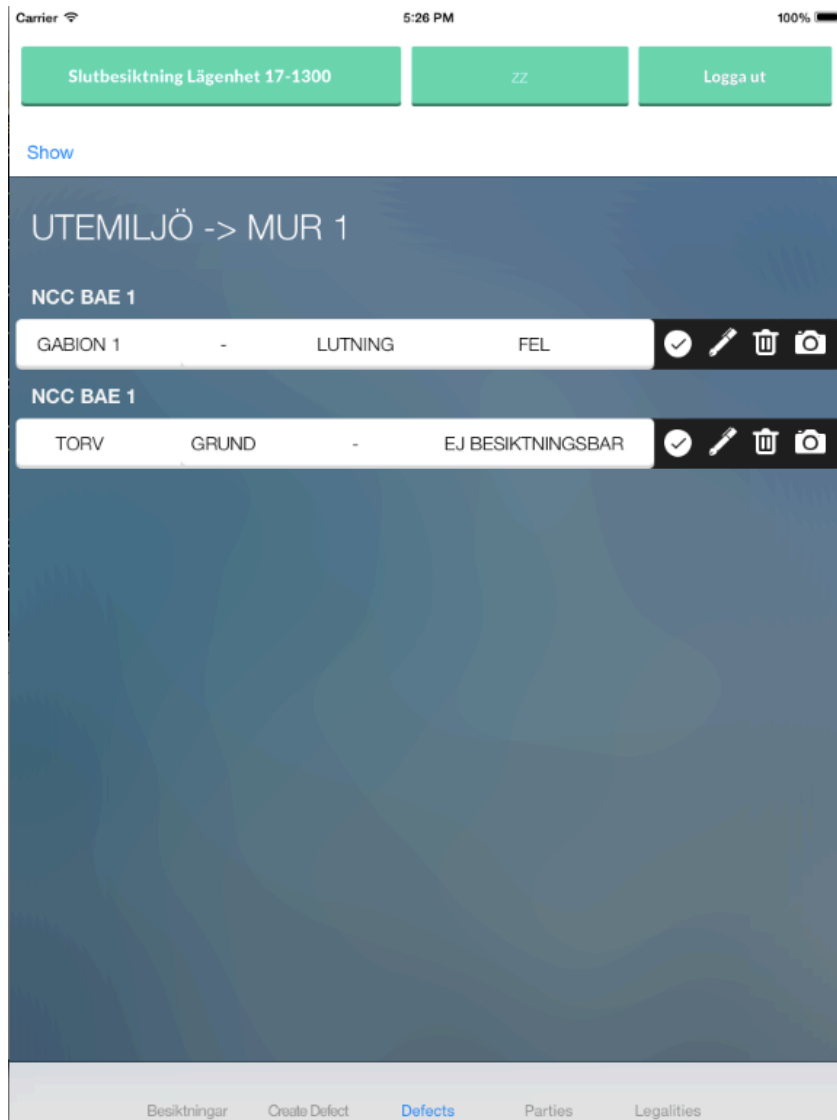 Carrier 5:26 PM 100%
Slutbesiktning Lägenhet 17-1300 zz Logga ut
Show
UTEMILJÖ -> MUR 1
NCC BAE 1
GABION 1 - LUTNING FEL
NCC BAE 1
TORV GRUND - EJ BESIKTNINGSBAR
Besiktningar Create Defect Defects Parties Legalities